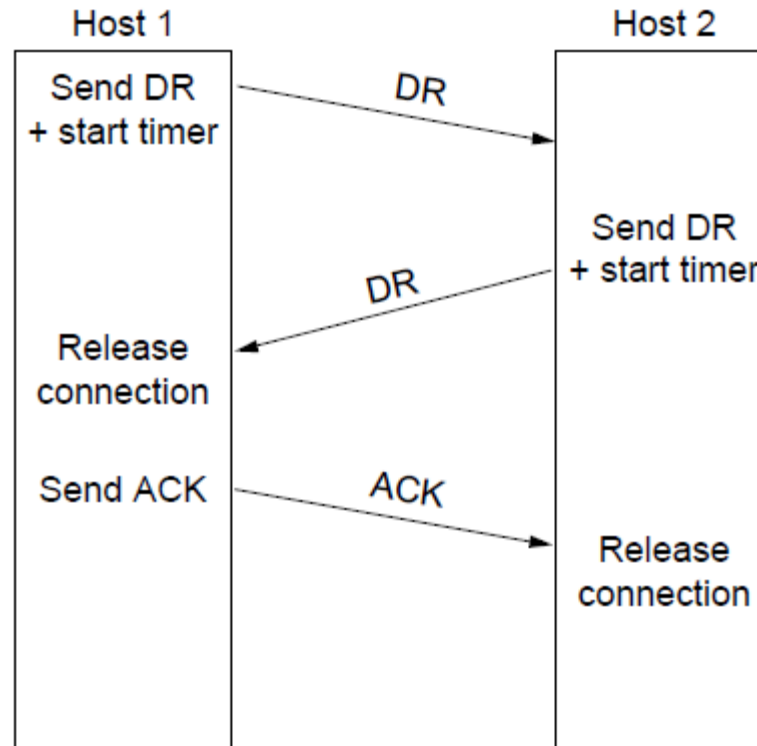 Host 1
Host 2
Send DR
+ start timer
DR
Send DR
+ start timer
DR
Release
connection
Send ACK
ACK
Release
connection